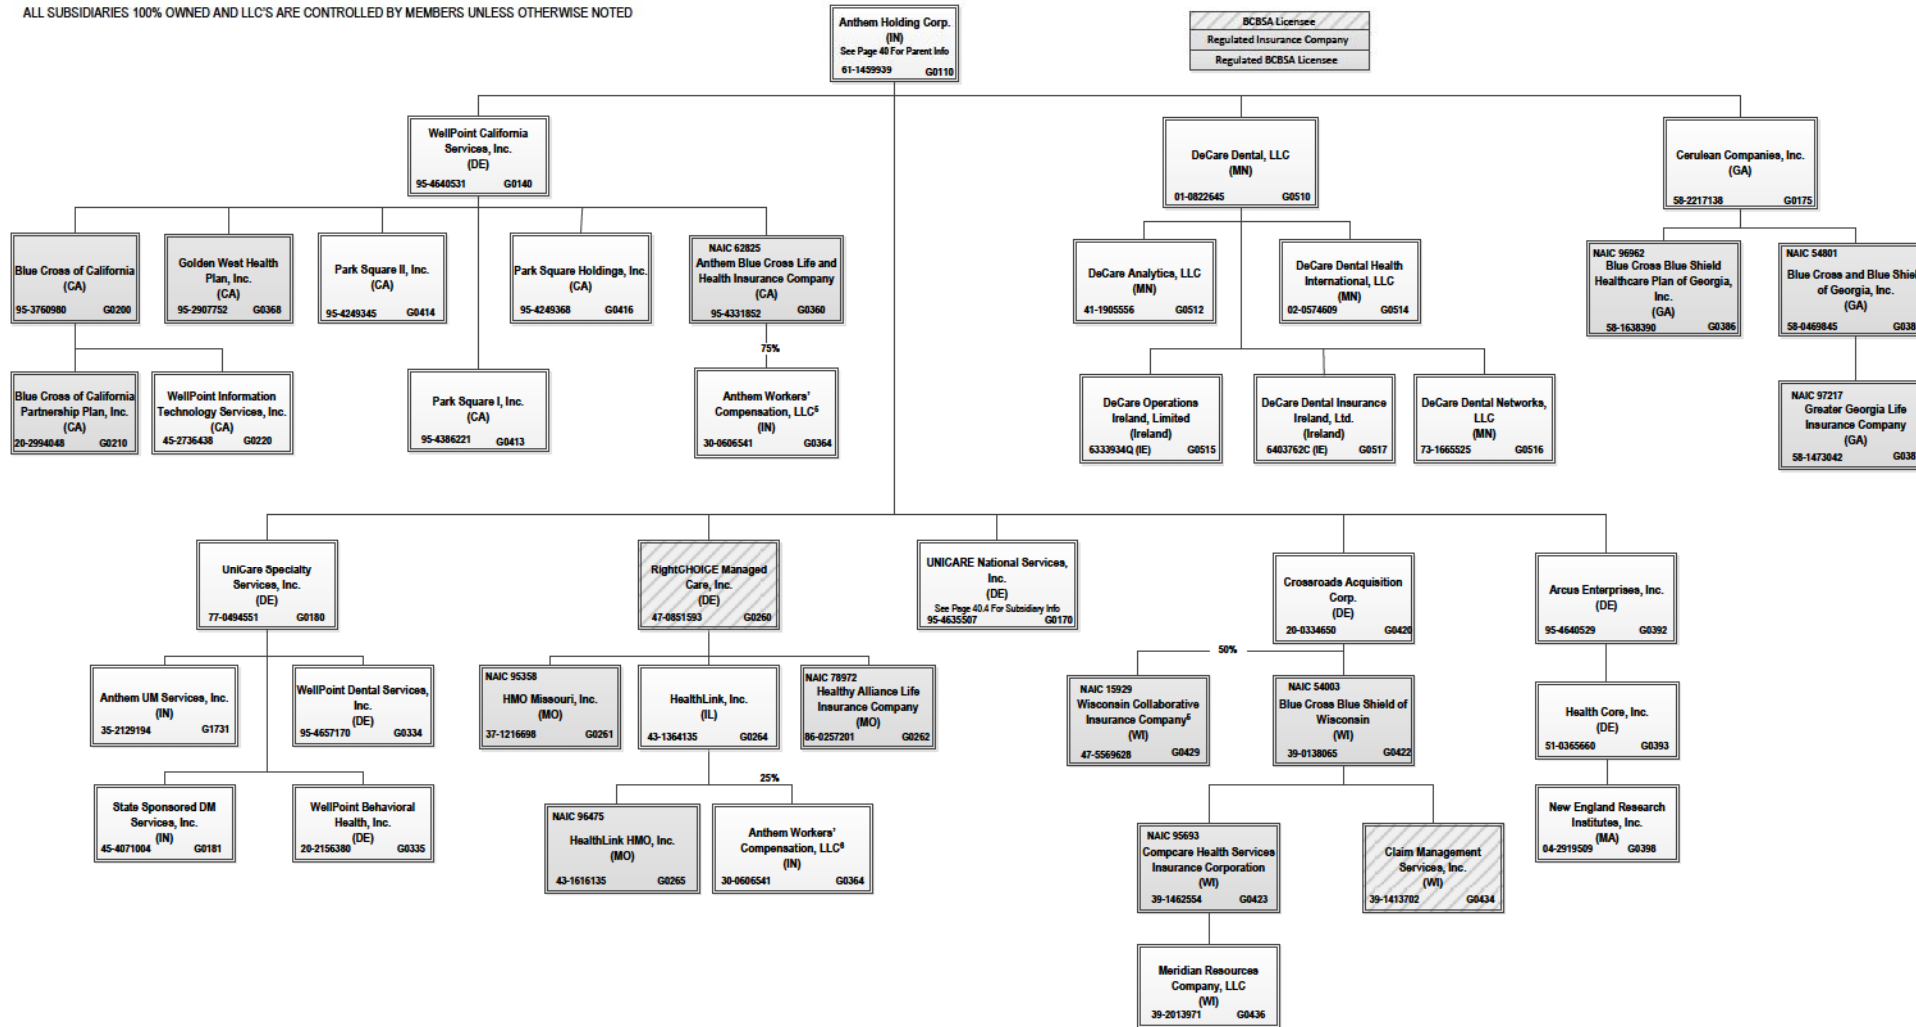 ALL SUBSIDIARIES 100% OWNED AND LLC'S ARE CONTROLLED BY MEMBERS UNLESS OTHERWISE NOTED
Anthem Holding Corp.
(IN)
See Page 40 For Parent Info
61-1459939 G0110
BCBSA Licensee
Regulated Insurance Company
Regulated BCBSA Licensee
WellPoint California
Services, Inc.
(DE)
95-4640531 G0140
DeCare Dental, LLC
(MN)
01-0822645 G0510
Cerulean Companies, Inc.
(GA)
58-2217138 G0175
Blue Cross of California
(CA)
95-3760980 G0200
Golden West Health
Plan, Inc.
(CA)
95-2907752 G0368
Park Square II, Inc.
(CA)
95-4249345 G0414
Park Square Holdings, Inc.
(CA)
95-4249368 G0416
NAIC 62825
Anthem Blue Cross Life and
Health Insurance Company
(CA)
95-4331852 G0360
DeCare Analytics, LLC
(MN)
41-1905556 G0512
DeCare Dental Health
International, LLC
(MN)
02-0574609 G0514
NAIC 96962
Blue Cross Blue Shield
Healthcare Plan of Georgia,
Inc.
(GA)
58-1638390 G0386
NAIC 54801
Blue Cross and Blue Shiel
of Georgia, Inc.
(GA)
58-0469845 G038
75%
Blue Cross of California
Partnership Plan, Inc.
(CA)
20-2994048 G0210
WellPoint Information
Technology Services, Inc.
(CA)
45-2736438 G0220
Park Square I, Inc.
(CA)
95-4386221 G0413
Anthem Workers'
Compensation, LLC⁵
(IN)
30-0606541 G0364
DeCare Operations
Ireland, Limited
(Ireland)
6333934Q (IE) G0515
DeCare Dental Insurance
Ireland, Ltd.
(Ireland)
6403762C (IE) G0517
DeCare Dental Networks,
LLC
(MN)
73-1665525 G0516
NAIC 97217
Greater Georgia Life
Insurance Company
(GA)
58-1473042 G038
UniCare Specialty
Services, Inc.
(DE)
77-0494551 G0180
RightCHOICE Managed
Care, Inc.
(DE)
47-0851593 G0260
UNICARE National Services,
Inc.
(DE)
See Page 40.4 For Subsidiary Info
95-4635507 G0170
Crossroads Acquisition
Corp.
(DE)
20-0334650 G0420
Arcus Enterprises, Inc.
(DE)
95-4640529 G0392
50%
Anthem UM Services, Inc.
(IN)
35-2129194 G1731
WellPoint Dental Services,
Inc.
(DE)
95-4657170 G0334
NAIC 95358
HMO Missouri, Inc.
(MO)
37-1216698 G0261
HealthLink, Inc.
(IL)
43-1364135 G0264
NAIC 78972
Healthy Alliance Life
Insurance Company
(MO)
86-0257201 G0262
NAIC 15929
Wisconsin Collaborative
Insurance Company⁶
(WI)
47-5569628 G0429
NAIC 54003
Blue Cross Blue Shield of
Wisconsin
(WI)
39-0138065 G0422
Health Core, Inc.
(DE)
51-0365660 G0393
25%
State Sponsored DM
Services, Inc.
(IN)
45-4071004 G0181
WellPoint Behavioral
Health, Inc.
(DE)
20-2156380 G0335
NAIC 96475
HealthLink HMO, Inc.
(MO)
43-1616135 G0265
Anthem Workers'
Compensation, LLC⁶
(IN)
30-0606541 G0364
NAIC 95693
Compcare Health Services
Insurance Corporation
(WI)
39-1462554 G0423
Claim Management
Services, Inc.
(WI)
39-1413702 G0434
New England Research
Institutes, Inc.
(MA)
04-2919509 G0398
Meridian Resources
Company, LLC
(WI)
39-2013971 G0436